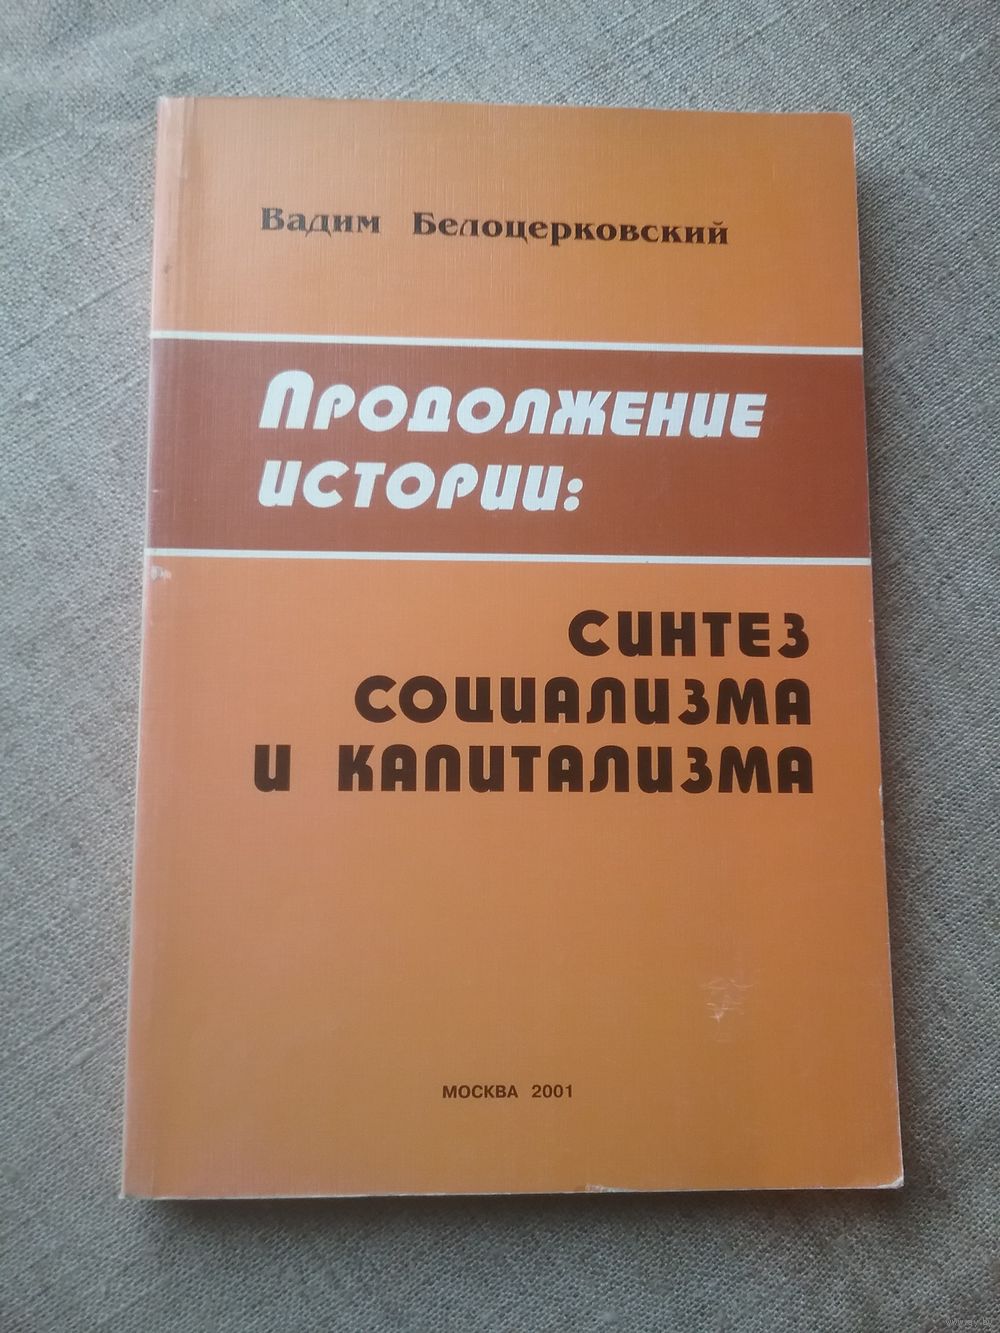 Вадим Белоцерковский
Продолжение
истории:
синтез
социализма
и капитализма
МОСКВА 2001